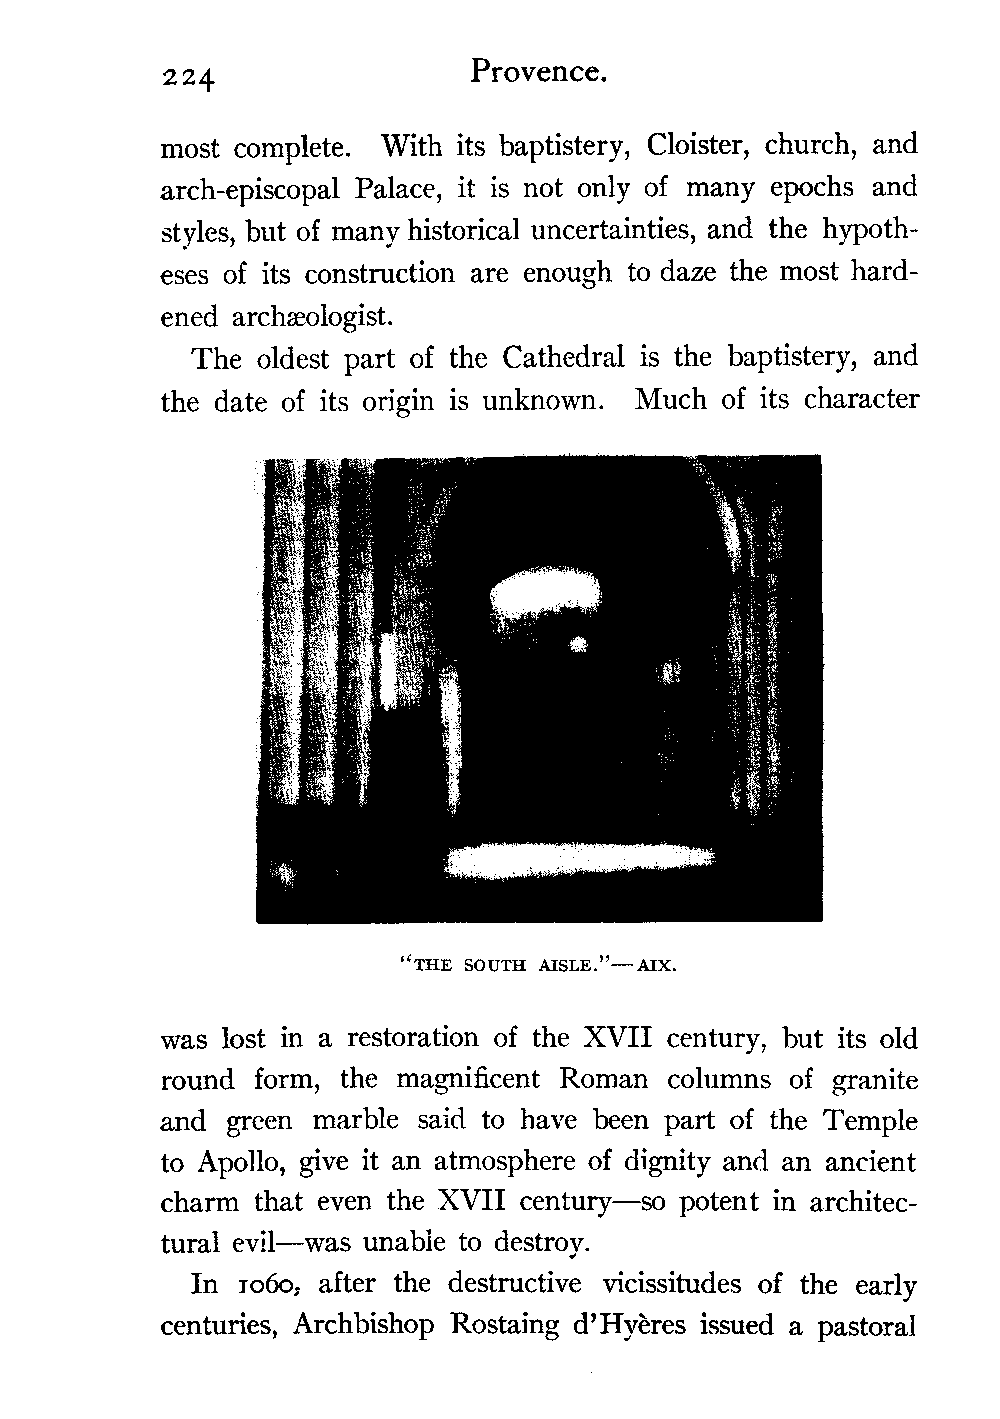 224 Provence.
most complete. With its baptistery, Cloister, church, and
arch-episcopal Palace, it is not only of many epochs and
styles, but of many historical uncertainties, and the hypoth-
eses of its construction are enough to daze the most hard-
ened archæologist.
The oldest part of the Cathedral is the baptistery, and
the date of its origin is unknown. Much of its character
"THE SOUTH AISLE."—AIX.
was lost in a restoration of the XVII century, but its old
round form, the magnificent Roman columns of granite
and green marble said to have been part of the Temple
to Apollo, give it an atmosphere of dignity and an ancient
charm that even the XVII century—so potent in architec-
tural evil—was unable to destroy.
In 1060, after the destructive vicissitudes of the early
centuries, Archbishop Rostaing d'Hyères issued a pastoral